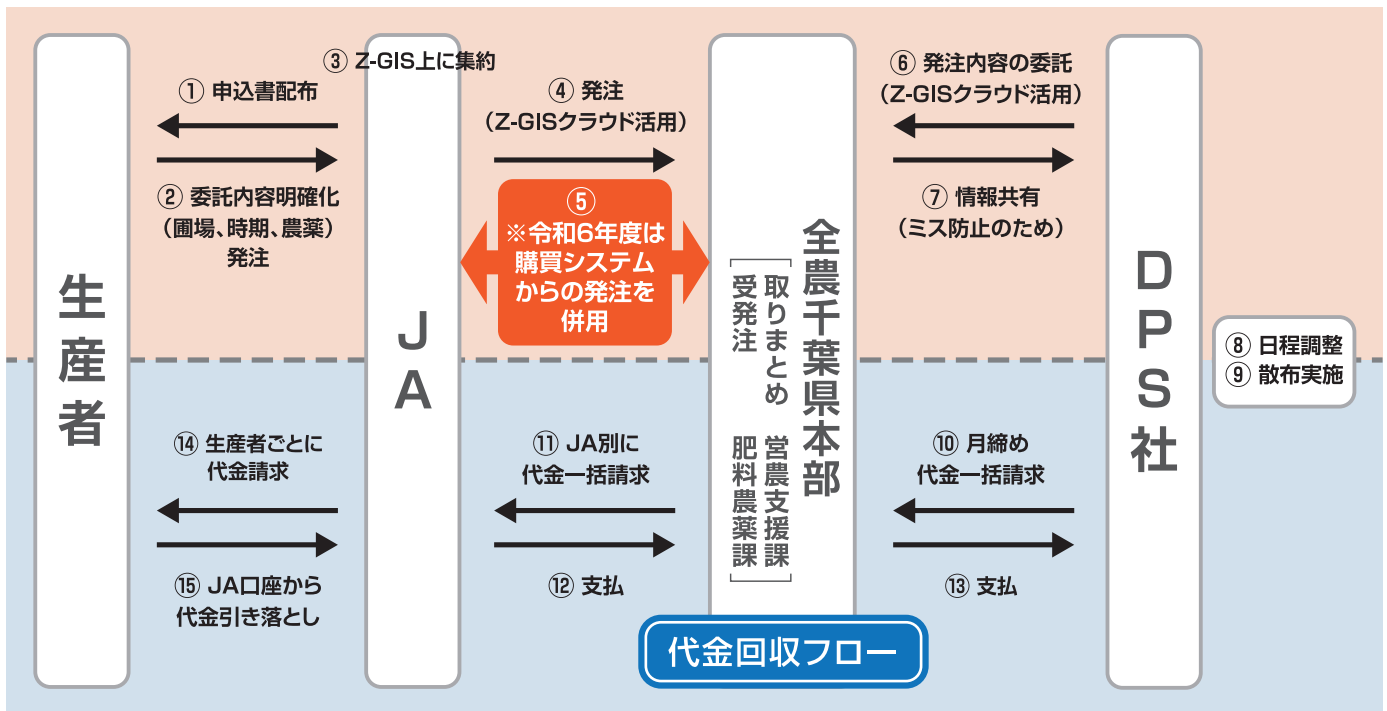 ③ Z-GIS上に集約
① 申込書配布
② 委託内容明確化
（圃場、時期、農薬）
発注
④ 発注
（Z-GISクラウド活用）
⑤
※令和6年度は
購買システム
からの発注を
併用
⑥ 発注内容の委託
（Z-GISクラウド活用）
⑦ 情報共有
（ミス防止のため）
生産者
JA
全農千葉県本部
取りまとめ 営農支援課
受発注 肥料農薬課
DPS社
⑧ 日程調整
⑨ 散布実施
⑭ 生産者ごとに
代金請求
⑮ JA口座から
代金引き落とし
⑪ JA別に
代金一括請求
⑫ 支払
⑩ 月締め
代金一括請求
⑬ 支払
代金回収フロー